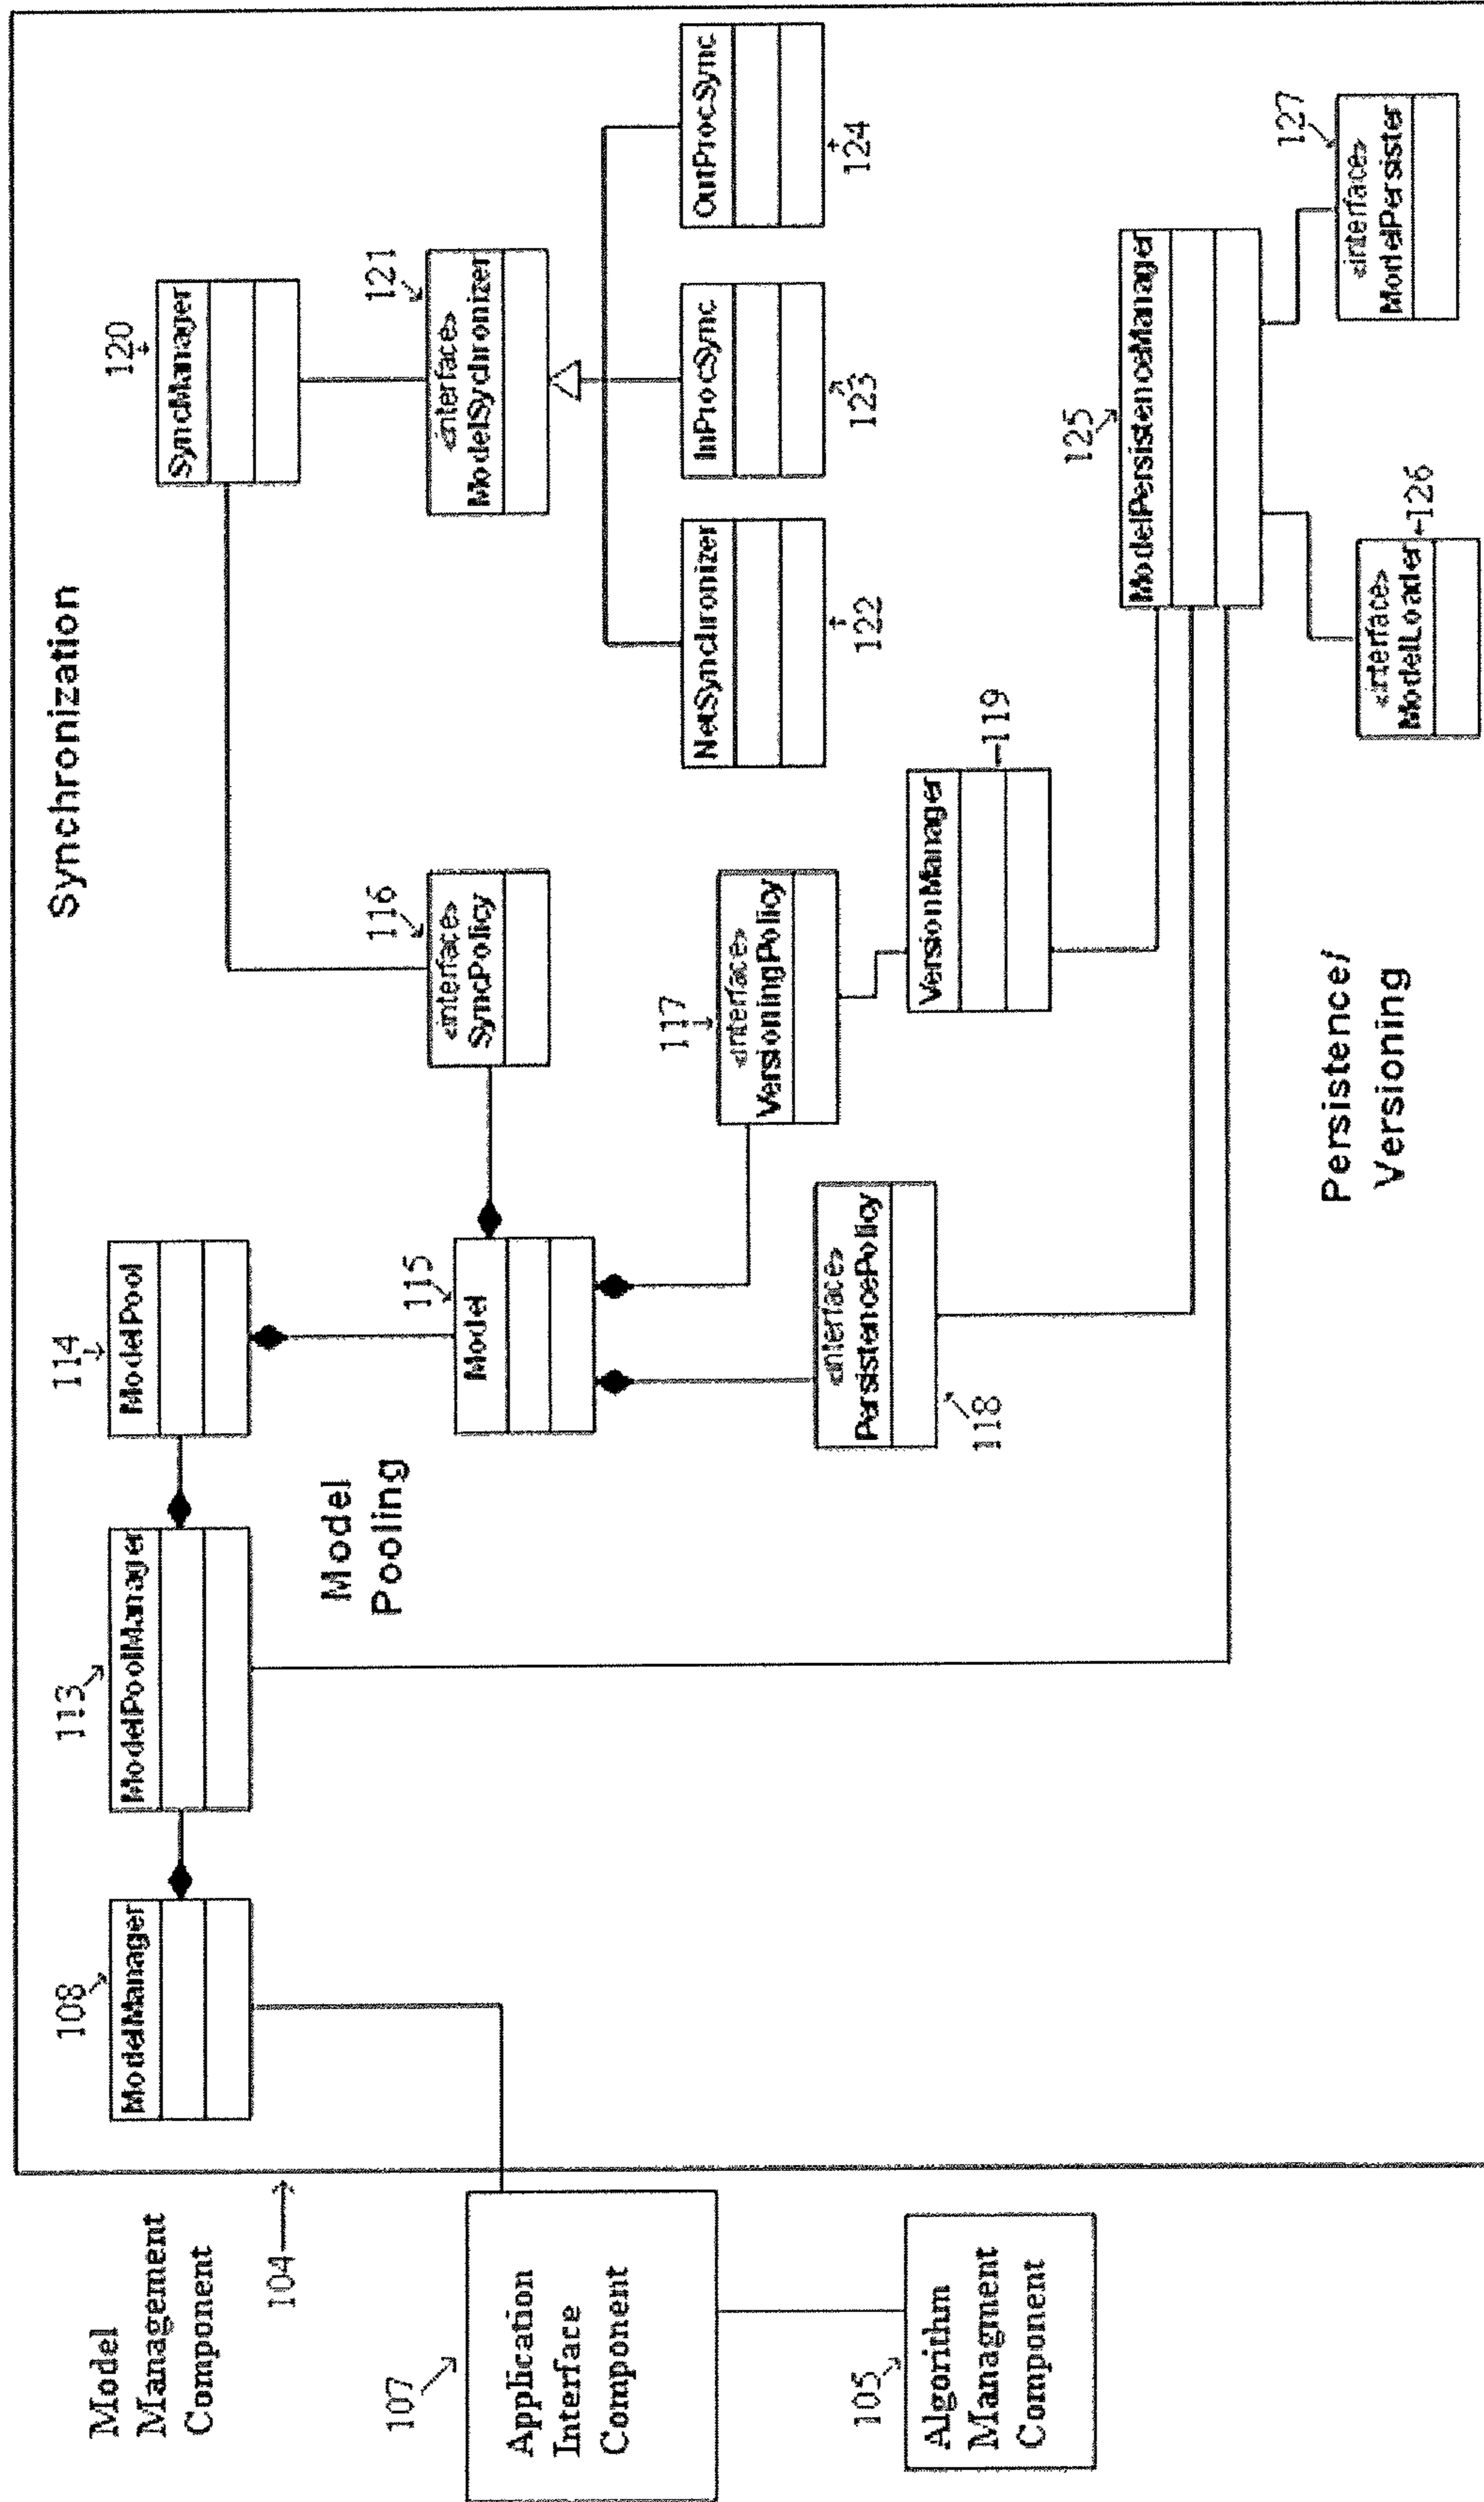 Synchronization
120
SyncManager
114
ModelPool
113
ModelPoolManager
108
ModelManager
Model
Management
Component
104
121
«interface»
ModelSychronizer
116
«interface»
SyncPolicy
115
Model
Model
Pooling
107
Application
Interface
Component
OutProcSync
124
InProcSync
123
NetSynchronizer
122
117
«interface»
VersioningPolicy
«interface»
PersistencePolicy
118
VersionManager
119
105
Algorithm
Managment
Component
125
ModelPersistenceManager
127
«interface»
ModelPersister
«interface»
ModelLoader
126
Persistence/
Versioning